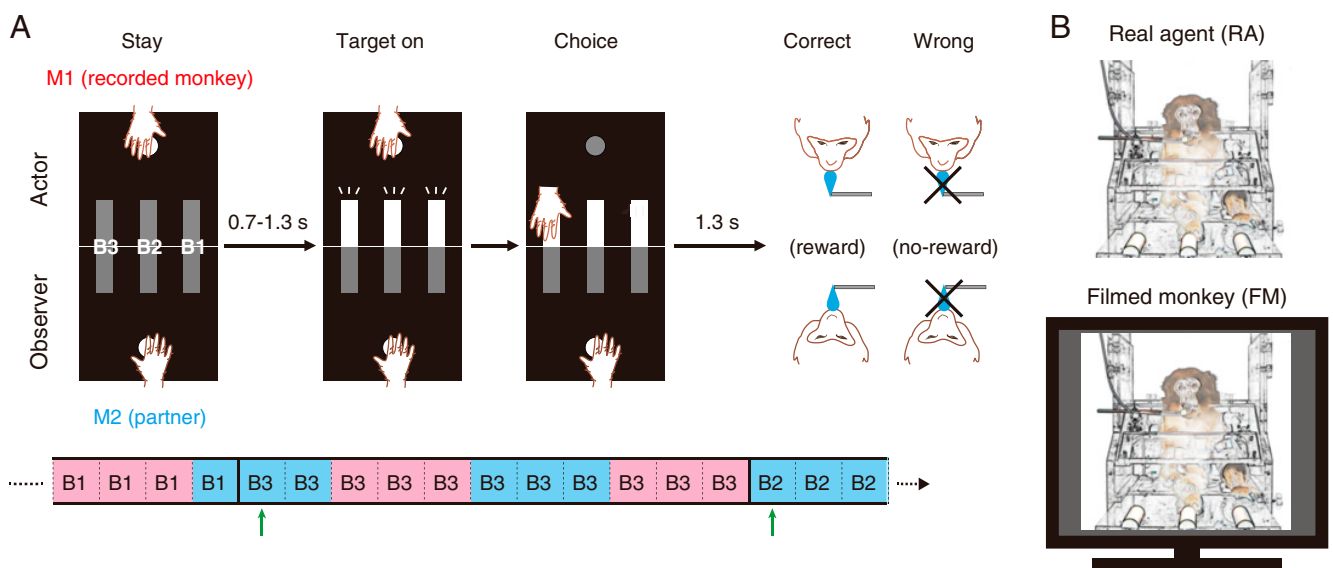 A
Stay
Target on
Choice
Correct
Wrong
M1 (recorded monkey)
Actor
Observer
B3 B2 B1
0.7-1.3 s
1.3 s
(reward)
(no-reward)
M2 (partner)
B1 B1 B1 B1 B3 B3 B3 B3 B3 B3 B3 B3 B3 B3 B3 B2 B2 B2
B
Real agent (RA)
Filmed monkey (FM)